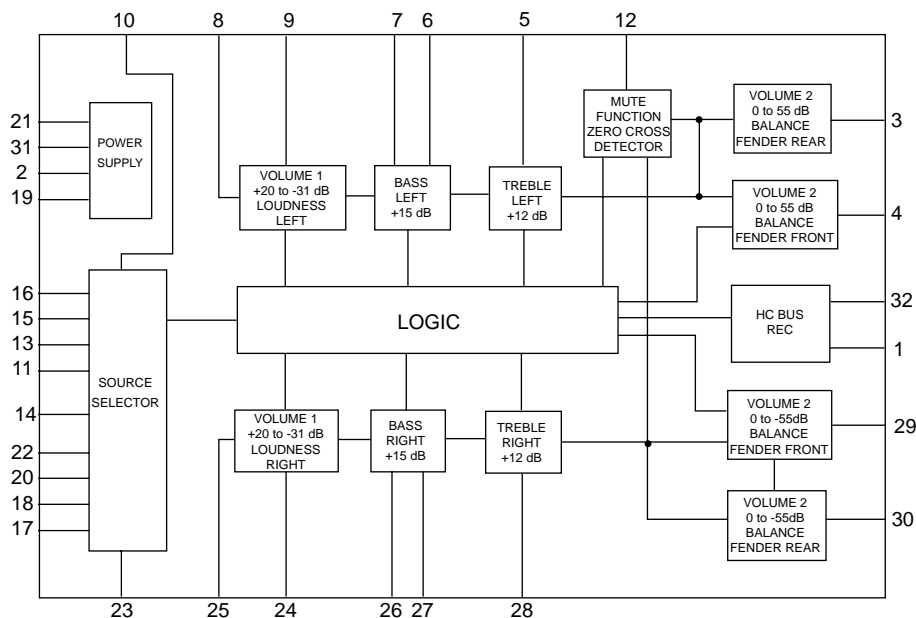 10
8
9
7
6
5
12
21
31
2
19
POWER
SUPPLY
MUTE
FUNCTION
ZERO CROSS
DETECTOR
VOLUME 2
0 to 55 dB
BALANCE
FENDER REAR
3
VOLUME 1
+20 to -31 dB
LOUDNESS
LEFT
BASS
LEFT
+15 dB
TREBLE
LEFT
+12 dB
VOLUME 2
0 to 55 dB
BALANCE
FENDER FRONT
4
16
15
13
11
14
22
20
18
17
SOURCE
SELECTOR
LOGIC
HC BUS
REC
32
1
VOLUME 1
+20 to -31 dB
LOUDNESS
RIGHT
BASS
RIGHT
+15 dB
TREBLE
RIGHT
+12 dB
VOLUME 2
0 to -55dB
BALANCE
FENDER FRONT
29
VOLUME 2
0 to -55dB
BALANCE
FENDER REAR
30
23
25
24
26
27
28